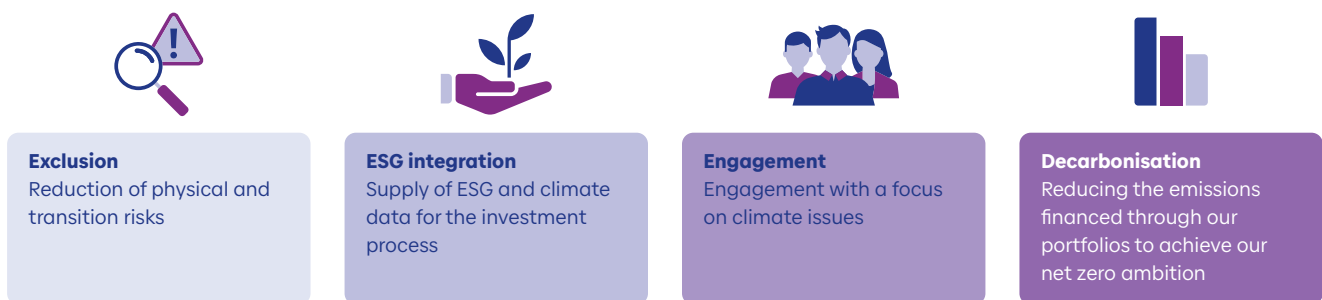 Exclusion
Reduction of physical and
transition risks
ESG integration
Supply of ESG and climate
data for the investment
process
Engagement
Engagement with a focus
on climate issues
Decarbonisation
Reducing the emissions
financed through our
portfolios to achieve our
net zero ambition